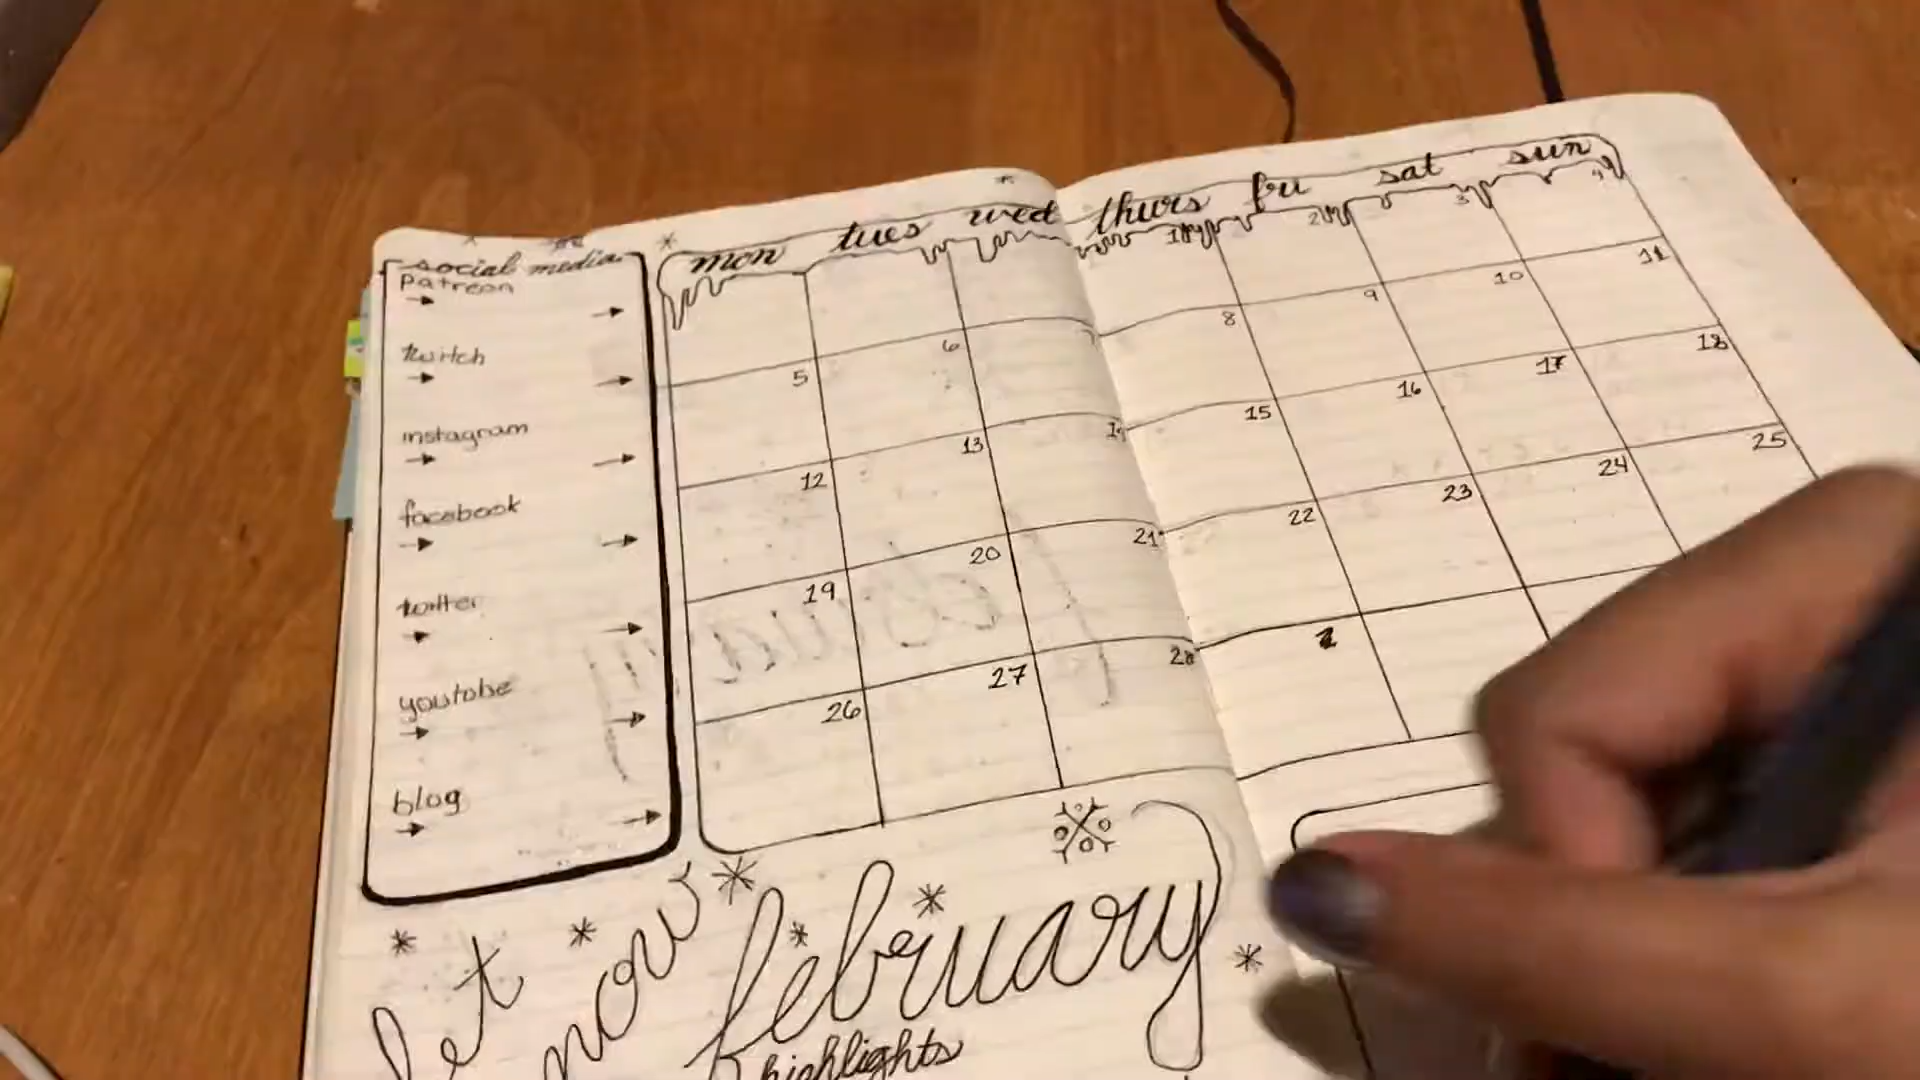 social media
Patreon
twitch
instagram
facebook
twitter
youtube
blog
mon tues wed thurs fri sat sun
1 2 3 4
5 6 7 8 9 10 11
12 13 14 15 16 17 18
19 20 21 22 23 24 25
26 27 28 1
let
february
highlights